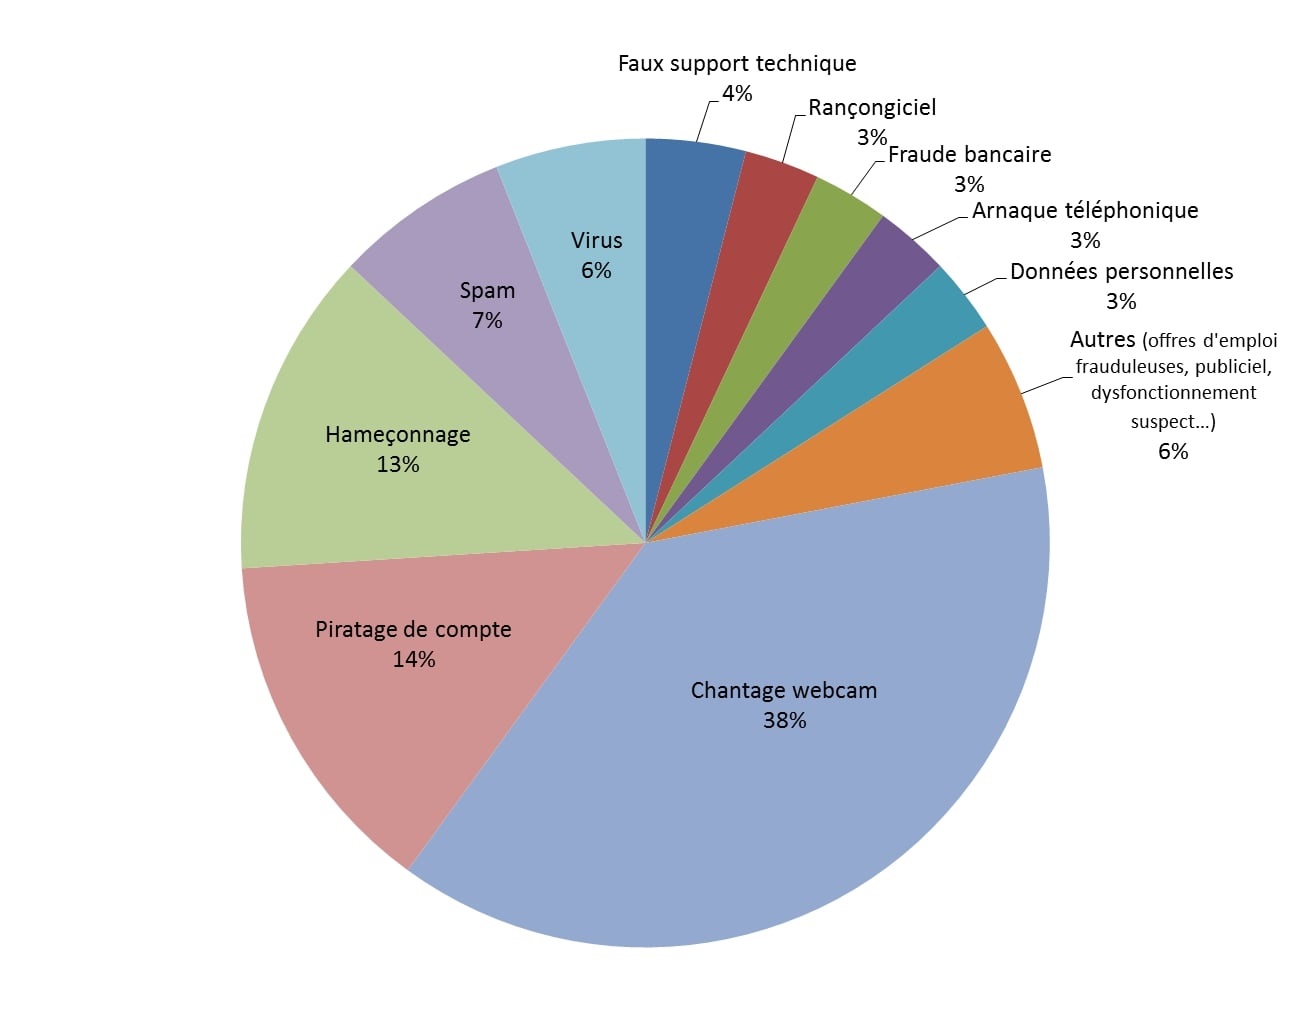 Faux support technique
4%
Rançongiciel
3%
Fraude bancaire
3%
Arnaque téléphonique
3%
Données personnelles
3%
Autres (offres d'emploi
frauduleuses, publiciel,
dysfonctionnement
suspect...)
6%
Virus
6%
Spam
7%
Hameçonnage
13%
Piratage de compte
14%
Chantage webcam
38%